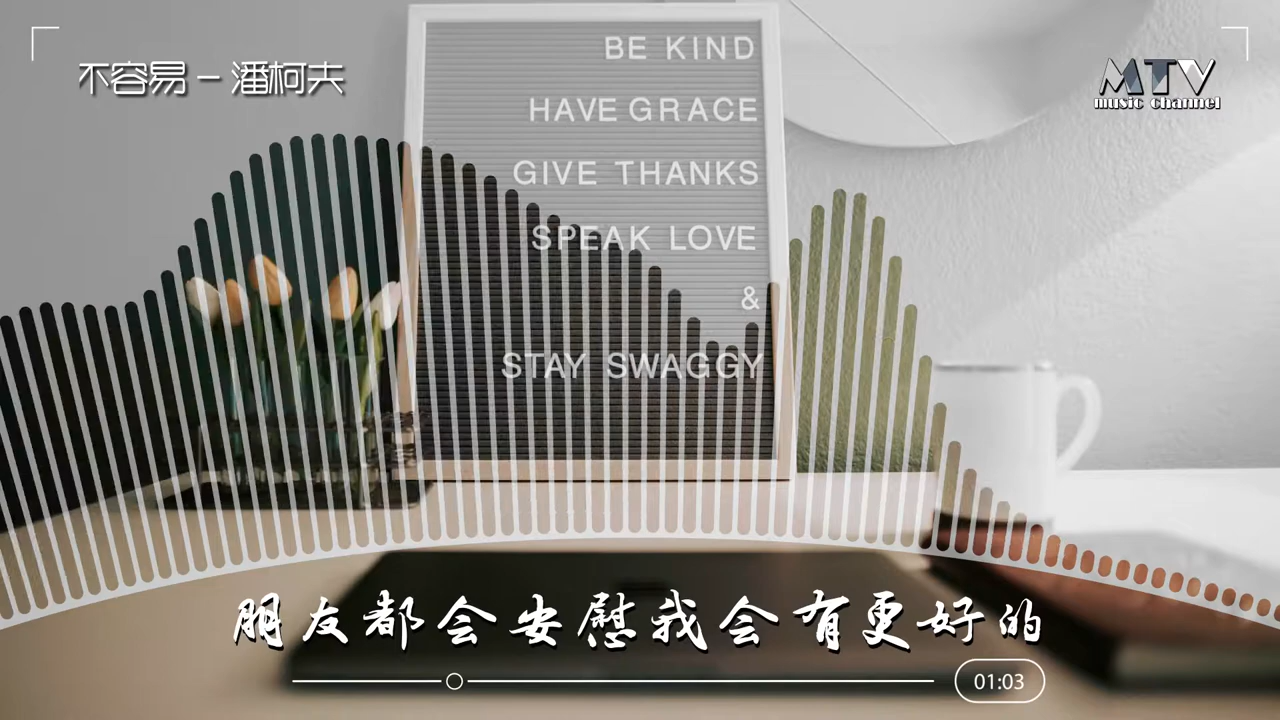 不容易 - 潘柯夫
MTV
music channel
BE KIND
HAVE GRACE
GIVE THANKS
SPEAK LOVE
&
STAY SWAGGY
朋友都会安慰我会有更好的
01:03